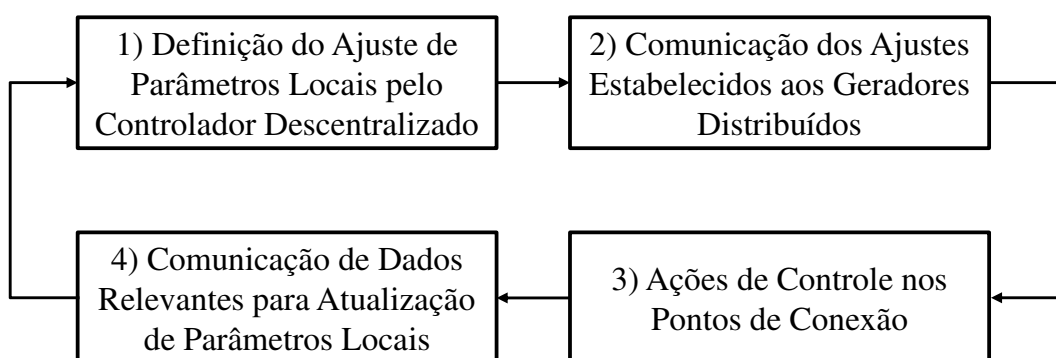 1) Definição do Ajuste de
Parâmetros Locais pelo
Controlador Descentralizado
2) Comunicação dos Ajustes
Estabelecidos aos Geradores
Distribuídos
3) Ações de Controle nos
Pontos de Conexão
4) Comunicação de Dados
Relevantes para Atualização
de Parâmetros Locais